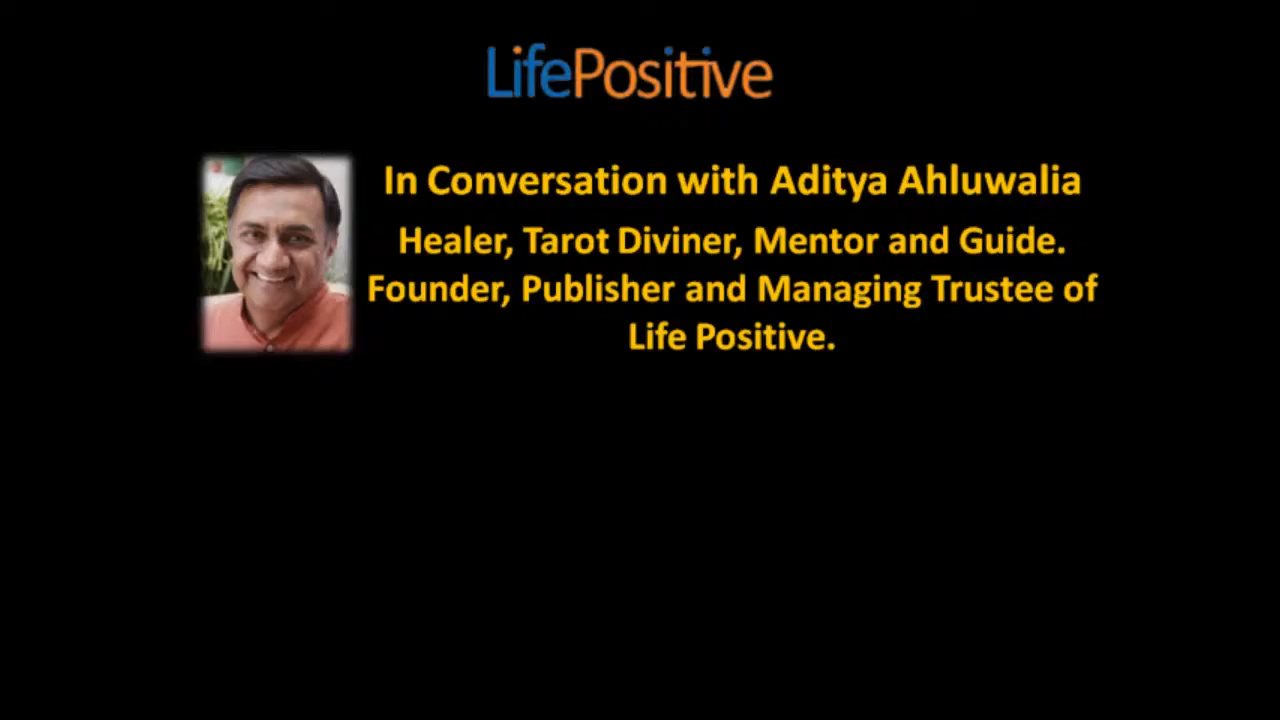 LifePositive
In Conversation with Aditya Ahluwalia
Healer, Tarot Diviner, Mentor and Guide.
Founder, Publisher and Managing Trustee of
Life Positive.